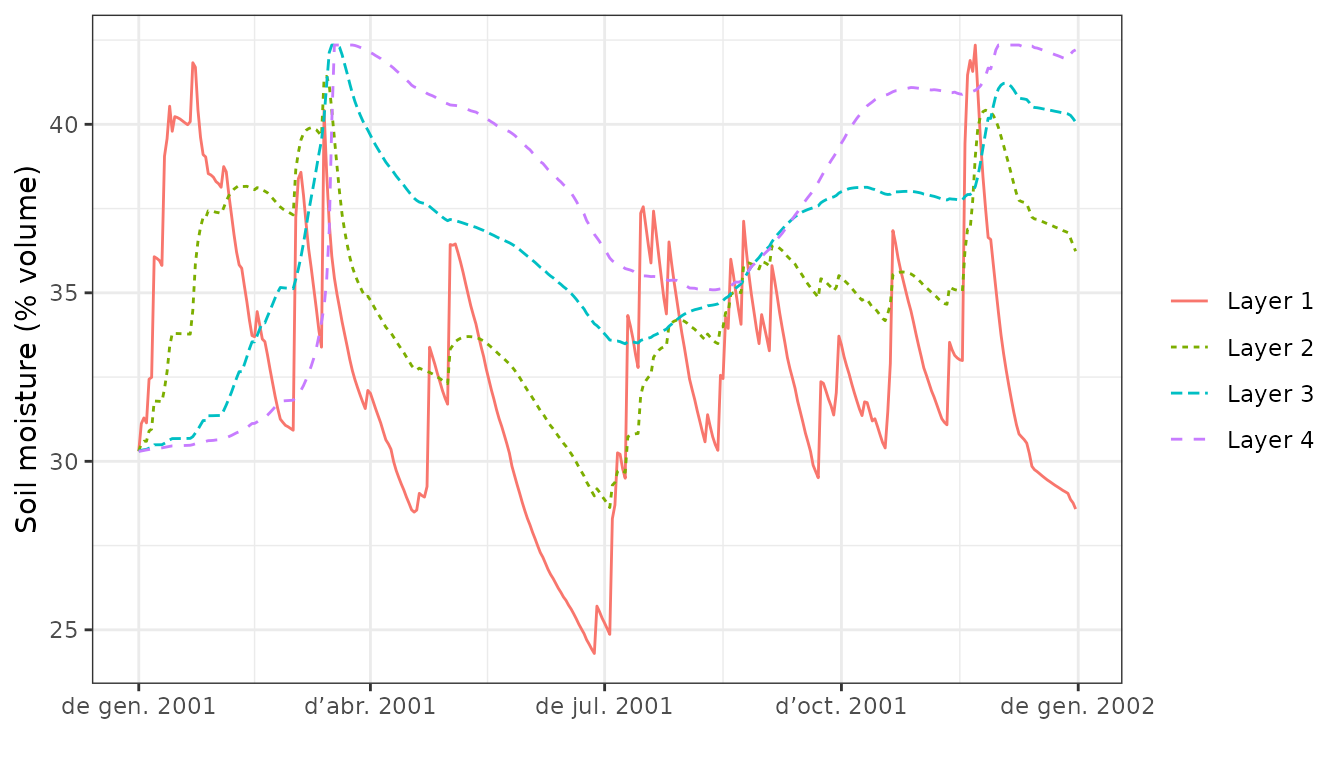 Soil moisture (% volume)
40
35
30
25
de gen. 2001
d’abr. 2001
de jul. 2001
d’oct. 2001
de gen. 2002
Layer 1
Layer 2
Layer 3
Layer 4